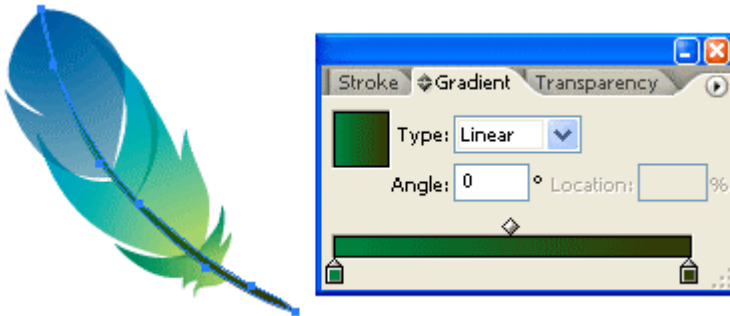 Stroke Gradient Transparency
Type: Linear
Angle: 0 ° Location: %